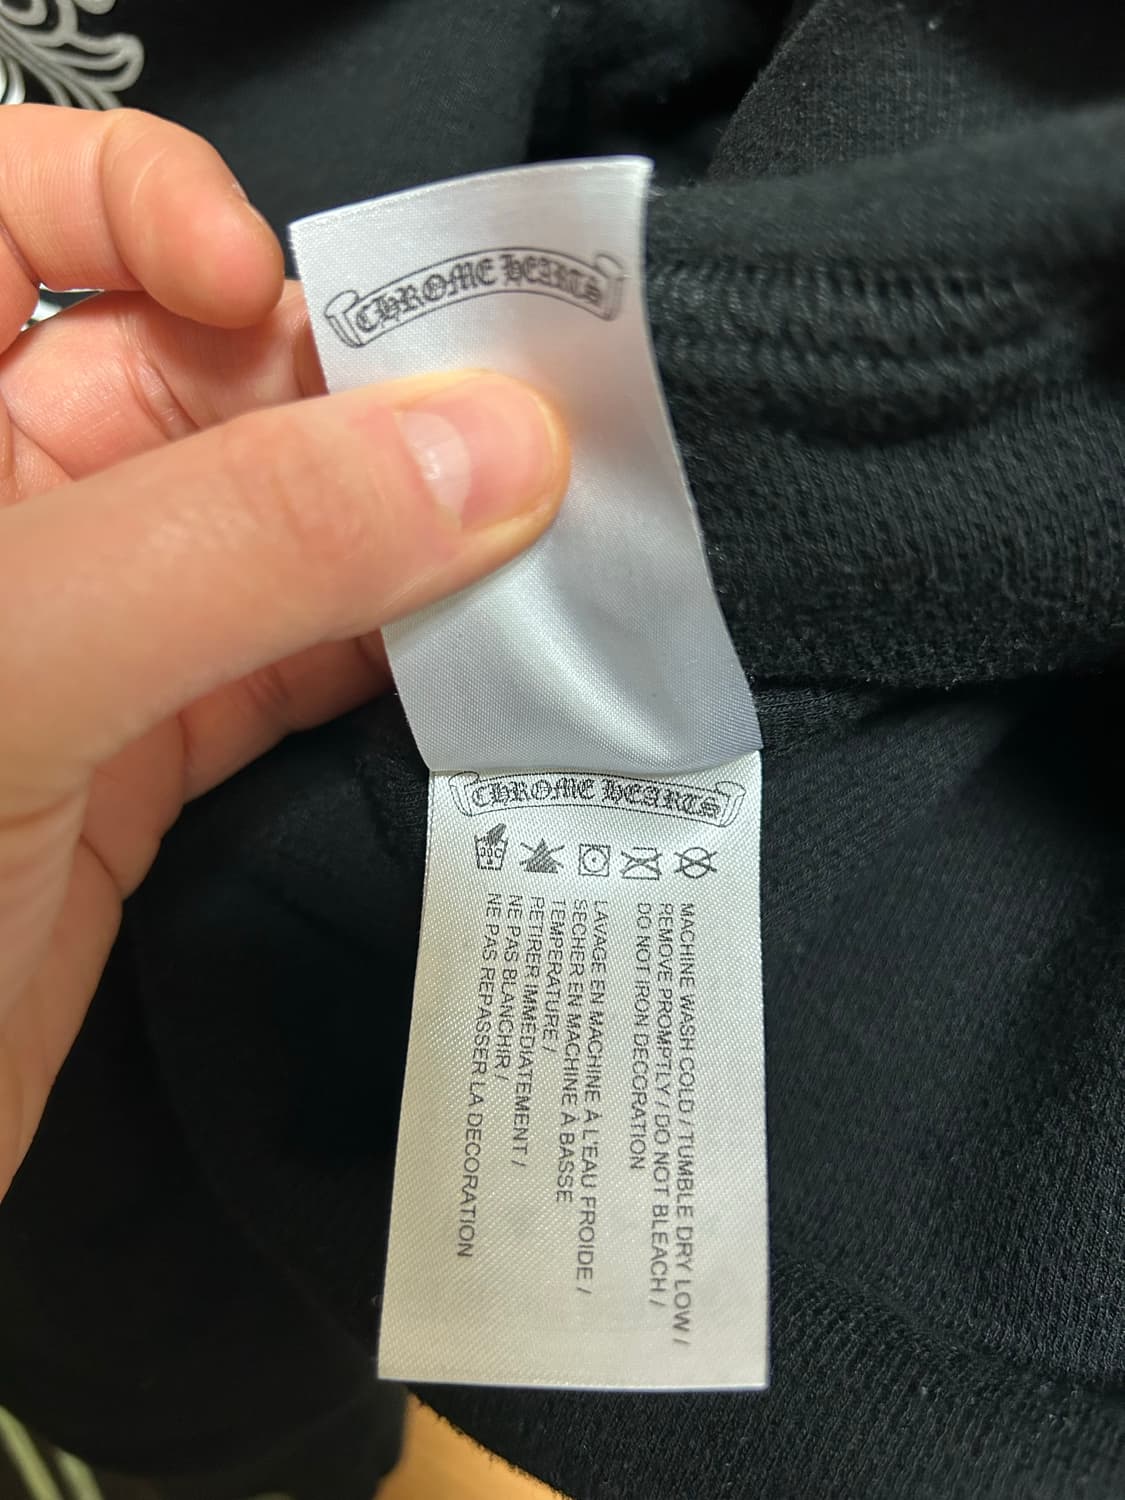 CHROME HEARTS
CHROME HEARTS
30C
MACHINE WASH COLD / TUMBLE DRY LOW /
REMOVE PROMPTLY / DO NOT BLEACH /
DO NOT IRON DECORATION
LAVAGE EN MACHINE À L'EAU FROIDE /
SECHER EN MACHINE À BASSE
TEMPERATURE /
RETIRER IMMEDIATEMENT /
NE PAS BLANCHIR /
NE PAS REPASSER LA DECORATION